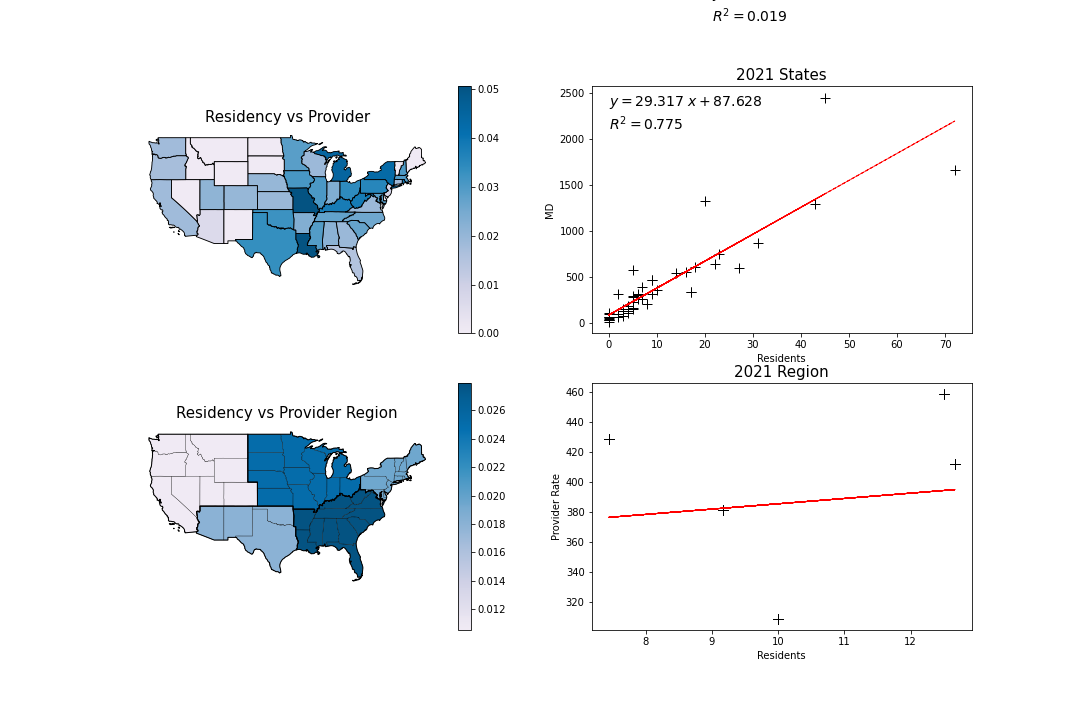 R² = 0.019
2021 States
Residency vs Provider
0.05
0.04
0.03
0.02
0.01
0.00
y = 29.317 x + 87.628
R² = 0.775
2500
2000
1500
1000
500
0
MD
0 10 20 30 40 50 60 70
Residents
2021 Region
Residency vs Provider Region
0.026
0.024
0.022
0.020
0.018
0.016
0.014
0.012
460
440
420
400
380
360
340
320
Provider Rate
8 9 10 11 12
Residents